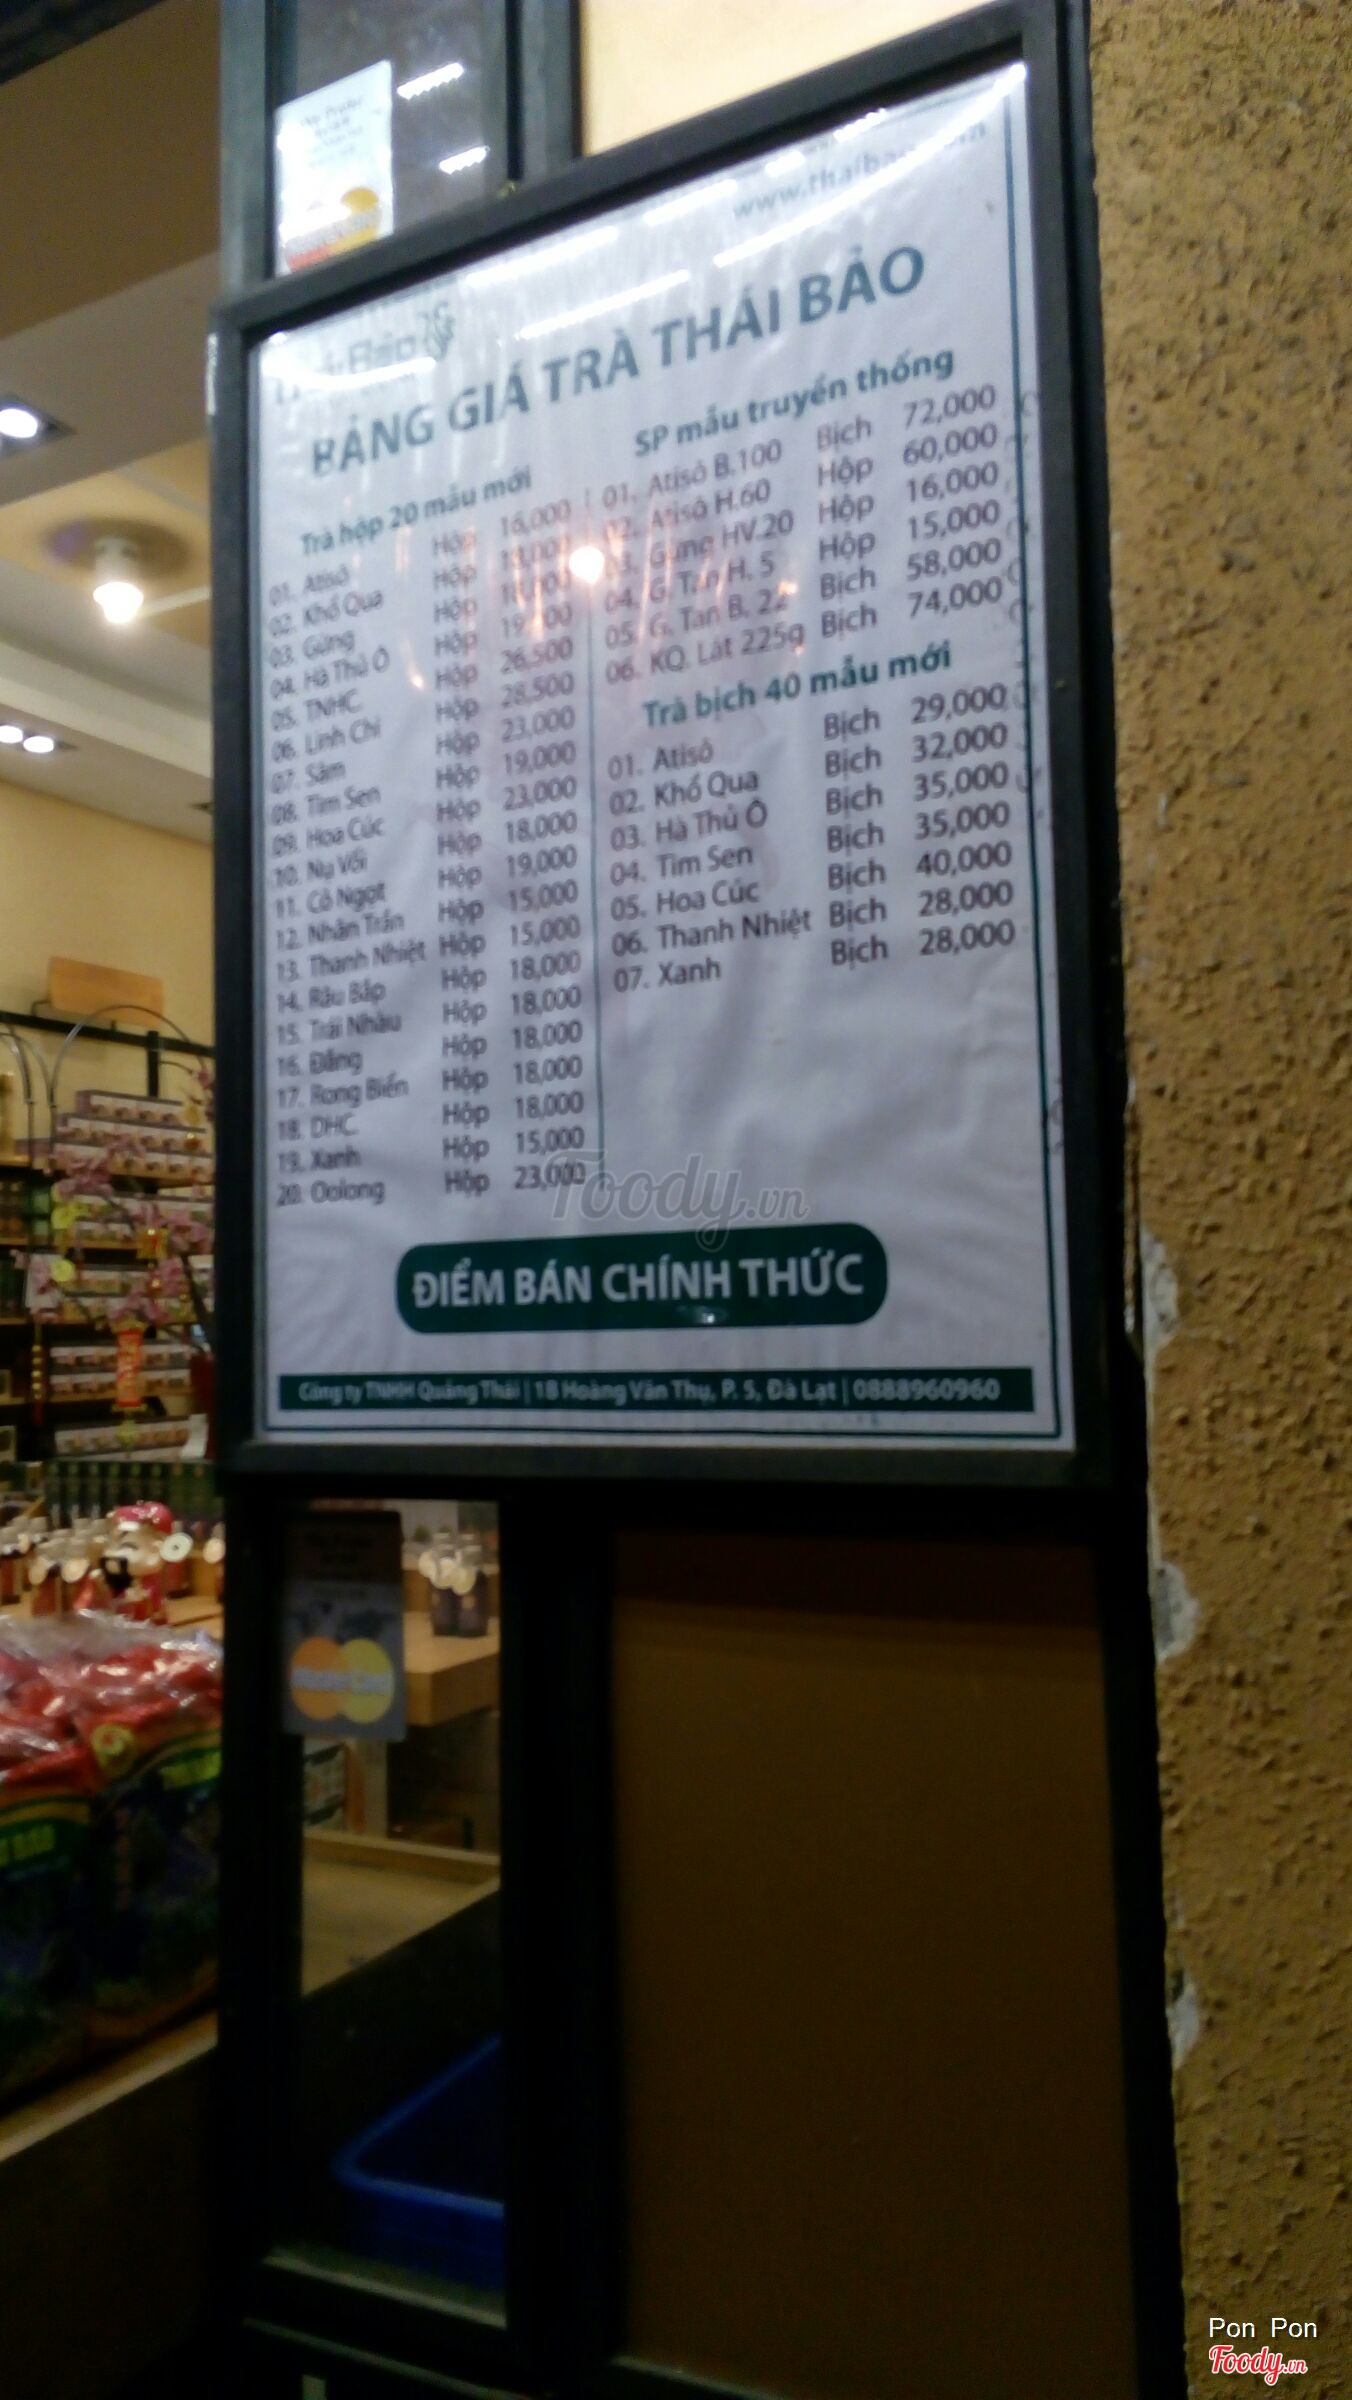 BẢNG GIÁ TRÀ THÁI BẢO
Trà hộp 20 mẫu mới
01. Atisô Hộp 16,000
02. Khổ Qua Hộp 18,000
03. Gừng Hộp 18,000
04. Hà Thủ Ô Hộp
05. TNHC Hộp 26.500
06. Linh Chi Hộp 28.500
07. Sâm Hộp 23,000
08. Tim Sen Hộp 19,000
09. Hoa Cúc Hộp 23,000
10. Nụ Vối Hộp 18,000
11. Cỏ Ngọt Hộp 19,000
12. Nhân Trần Hộp 15,000
13. Thanh Nhiệt Hộp 15,000
14. Râu Bắp Hộp 18,000
15. Trái Nhàu Hộp 18,000
16. Đắng Hộp 18,000
17. Rong Biển Hộp 18,000
18. DHC Hộp 18,000
19. Xanh Hộp 15,000
20. Oolong Hộp 23,000
SP mẫu truyền thống
01. Atisô B.100 Bịch 72,000
02. Atisô H.60 Hộp 60,000
03. Gừng HV.20 Hộp 16,000
04. G. Tan H. 5 Hộp 15,000
05. G. Tan B. 22 Bịch 58,000
06. KQ. Lát 225g Bịch 74,000
Trà bịch 40 mẫu mới
01. Atisô Bịch 29,000
02. Khổ Qua Bịch 32,000
03. Hà Thủ Ô Bịch 35,000
04. Tim Sen Bịch 35,000
05. Hoa Cúc Bịch 40,000
06. Thanh Nhiệt Bịch 28,000
07. Xanh Bịch 28,000
Foody.vn
ĐIỂM BÁN CHÍNH THỨC
Công ty TNHH Quảng Thái | 1B Hoàng Văn Thụ, P. 5, Đà Lạt | 0888960960
MasterCard
Pon Pon
Foody.vn